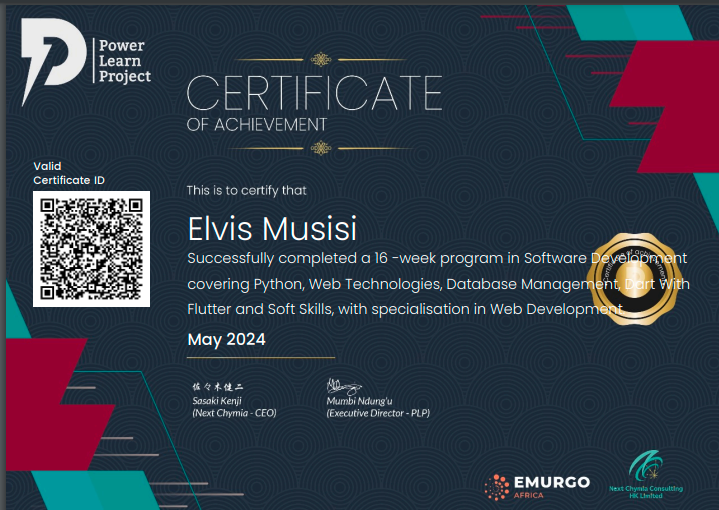 Power
Learn
Project
CERTIFICATE
OF ACHIEVEMENT
Valid
Certificate ID
This is to certify that
Elvis Musisi
Successfully completed a 16 -week program in Software Development
covering Python, Web Technologies, Database Management, Dart With
Flutter and Soft Skills, with specialisation in Web Development
Certificate of achievement
May 2024
佐々木健二
Sasaki Kenji
(Next Chymia - CEO)
Mumbi Ndung'u
(Executive Director - PLP)
EMURGO
AFRICA
Next Chymia Consulting
HK Limited